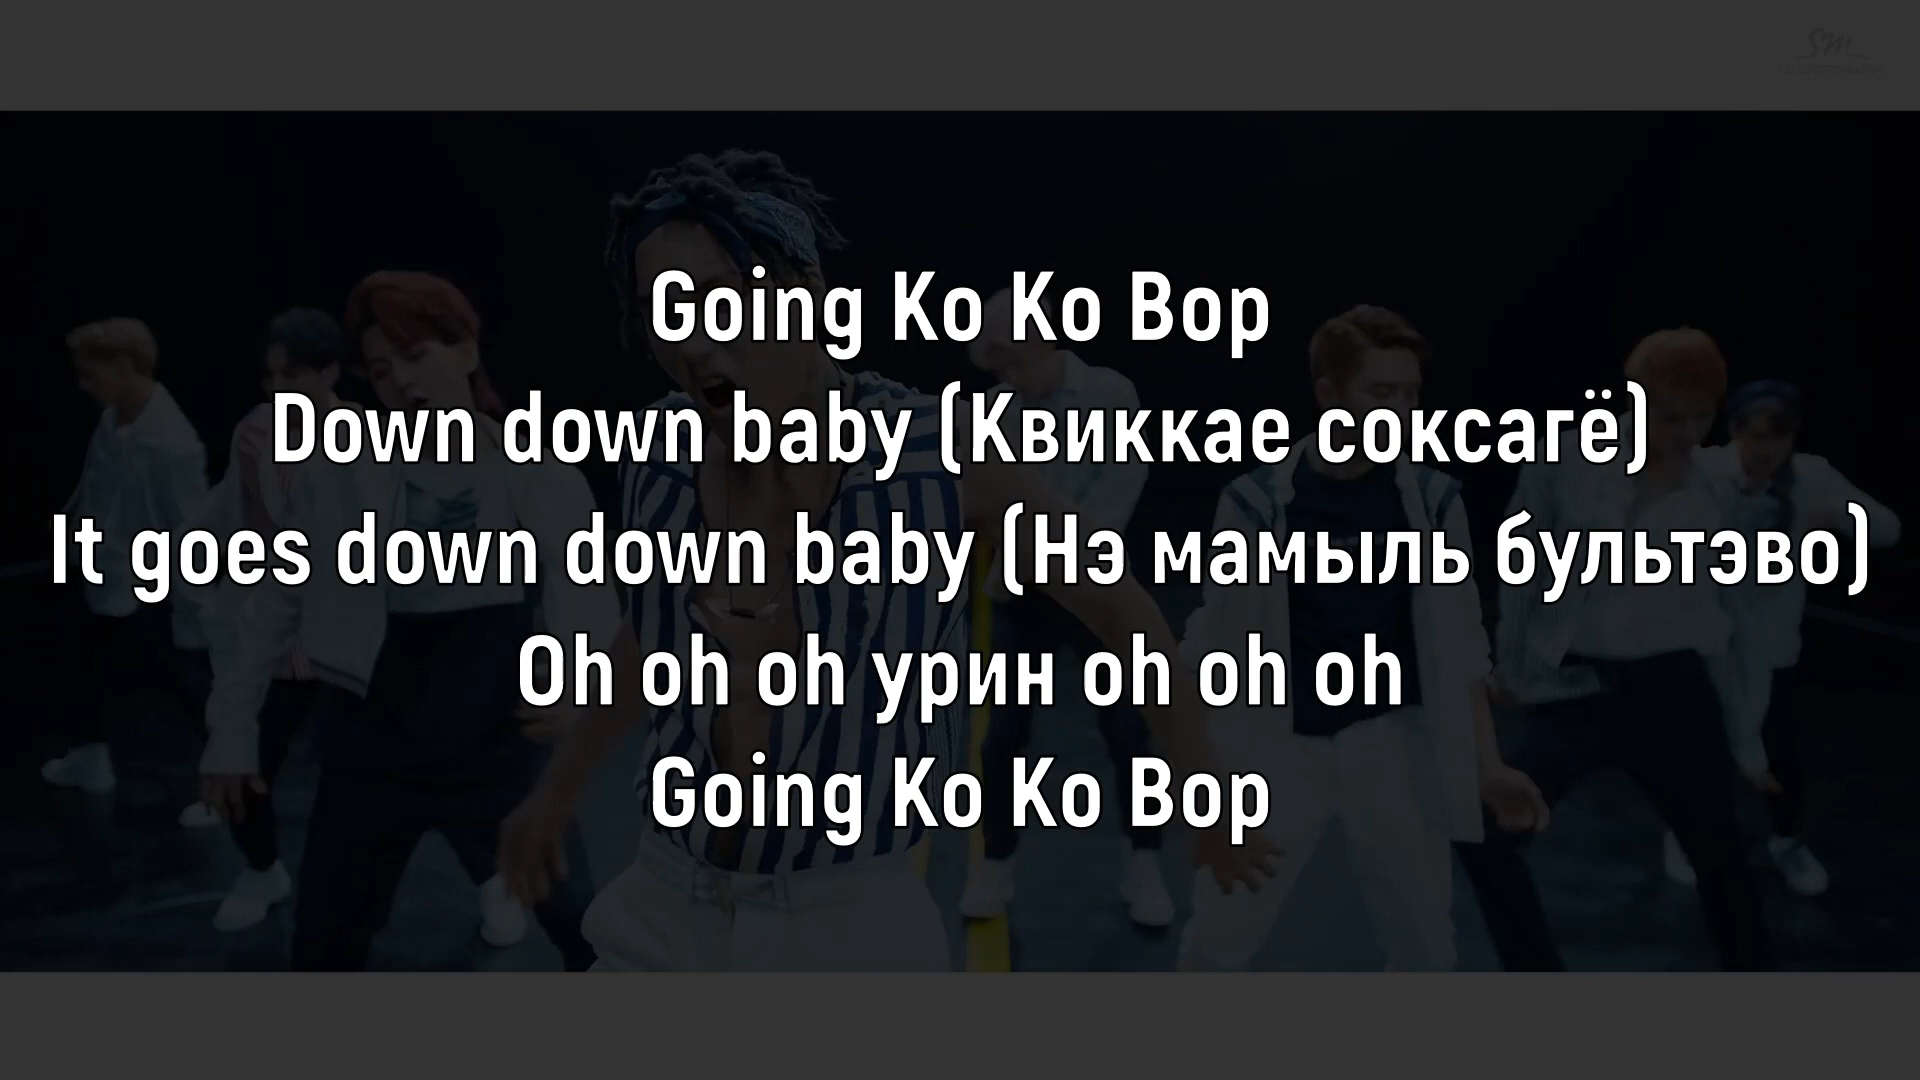 SM
Going Ko Ko Bop
Down down baby (Квиккае соксагё)
It goes down down baby (Нэ мамыль бультэво)
Oh oh oh урин oh oh oh
Going Ko Ko Bop